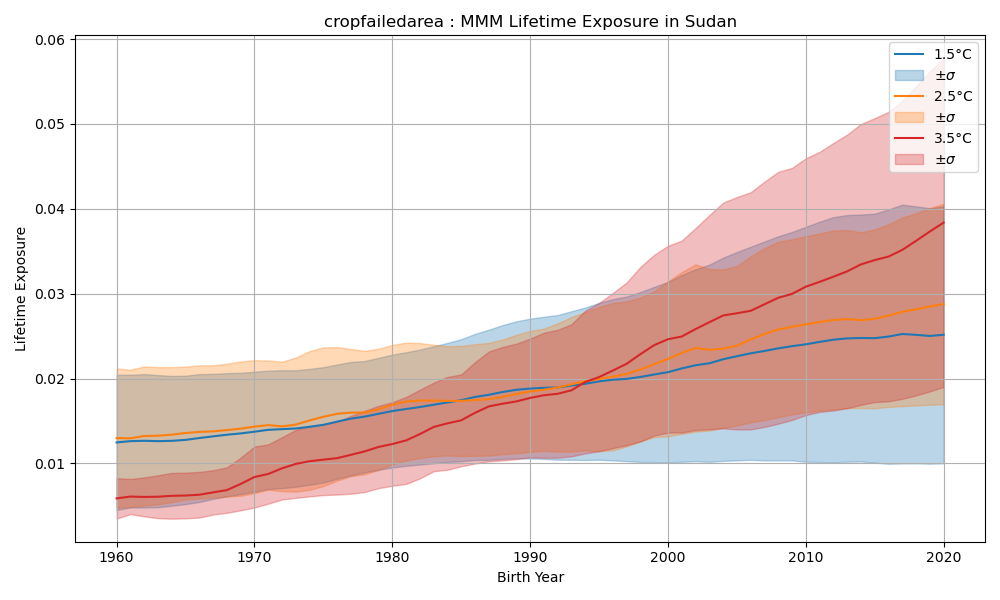 cropfailedarea : MMM Lifetime Exposure in Sudan
0.06
0.05
0.04
0.03
0.02
0.01
Lifetime Exposure
1960
1970
1980
1990
2000
2010
2020
Birth Year
1.5°C
±σ
2.5°C
±σ
3.5°C
±σ